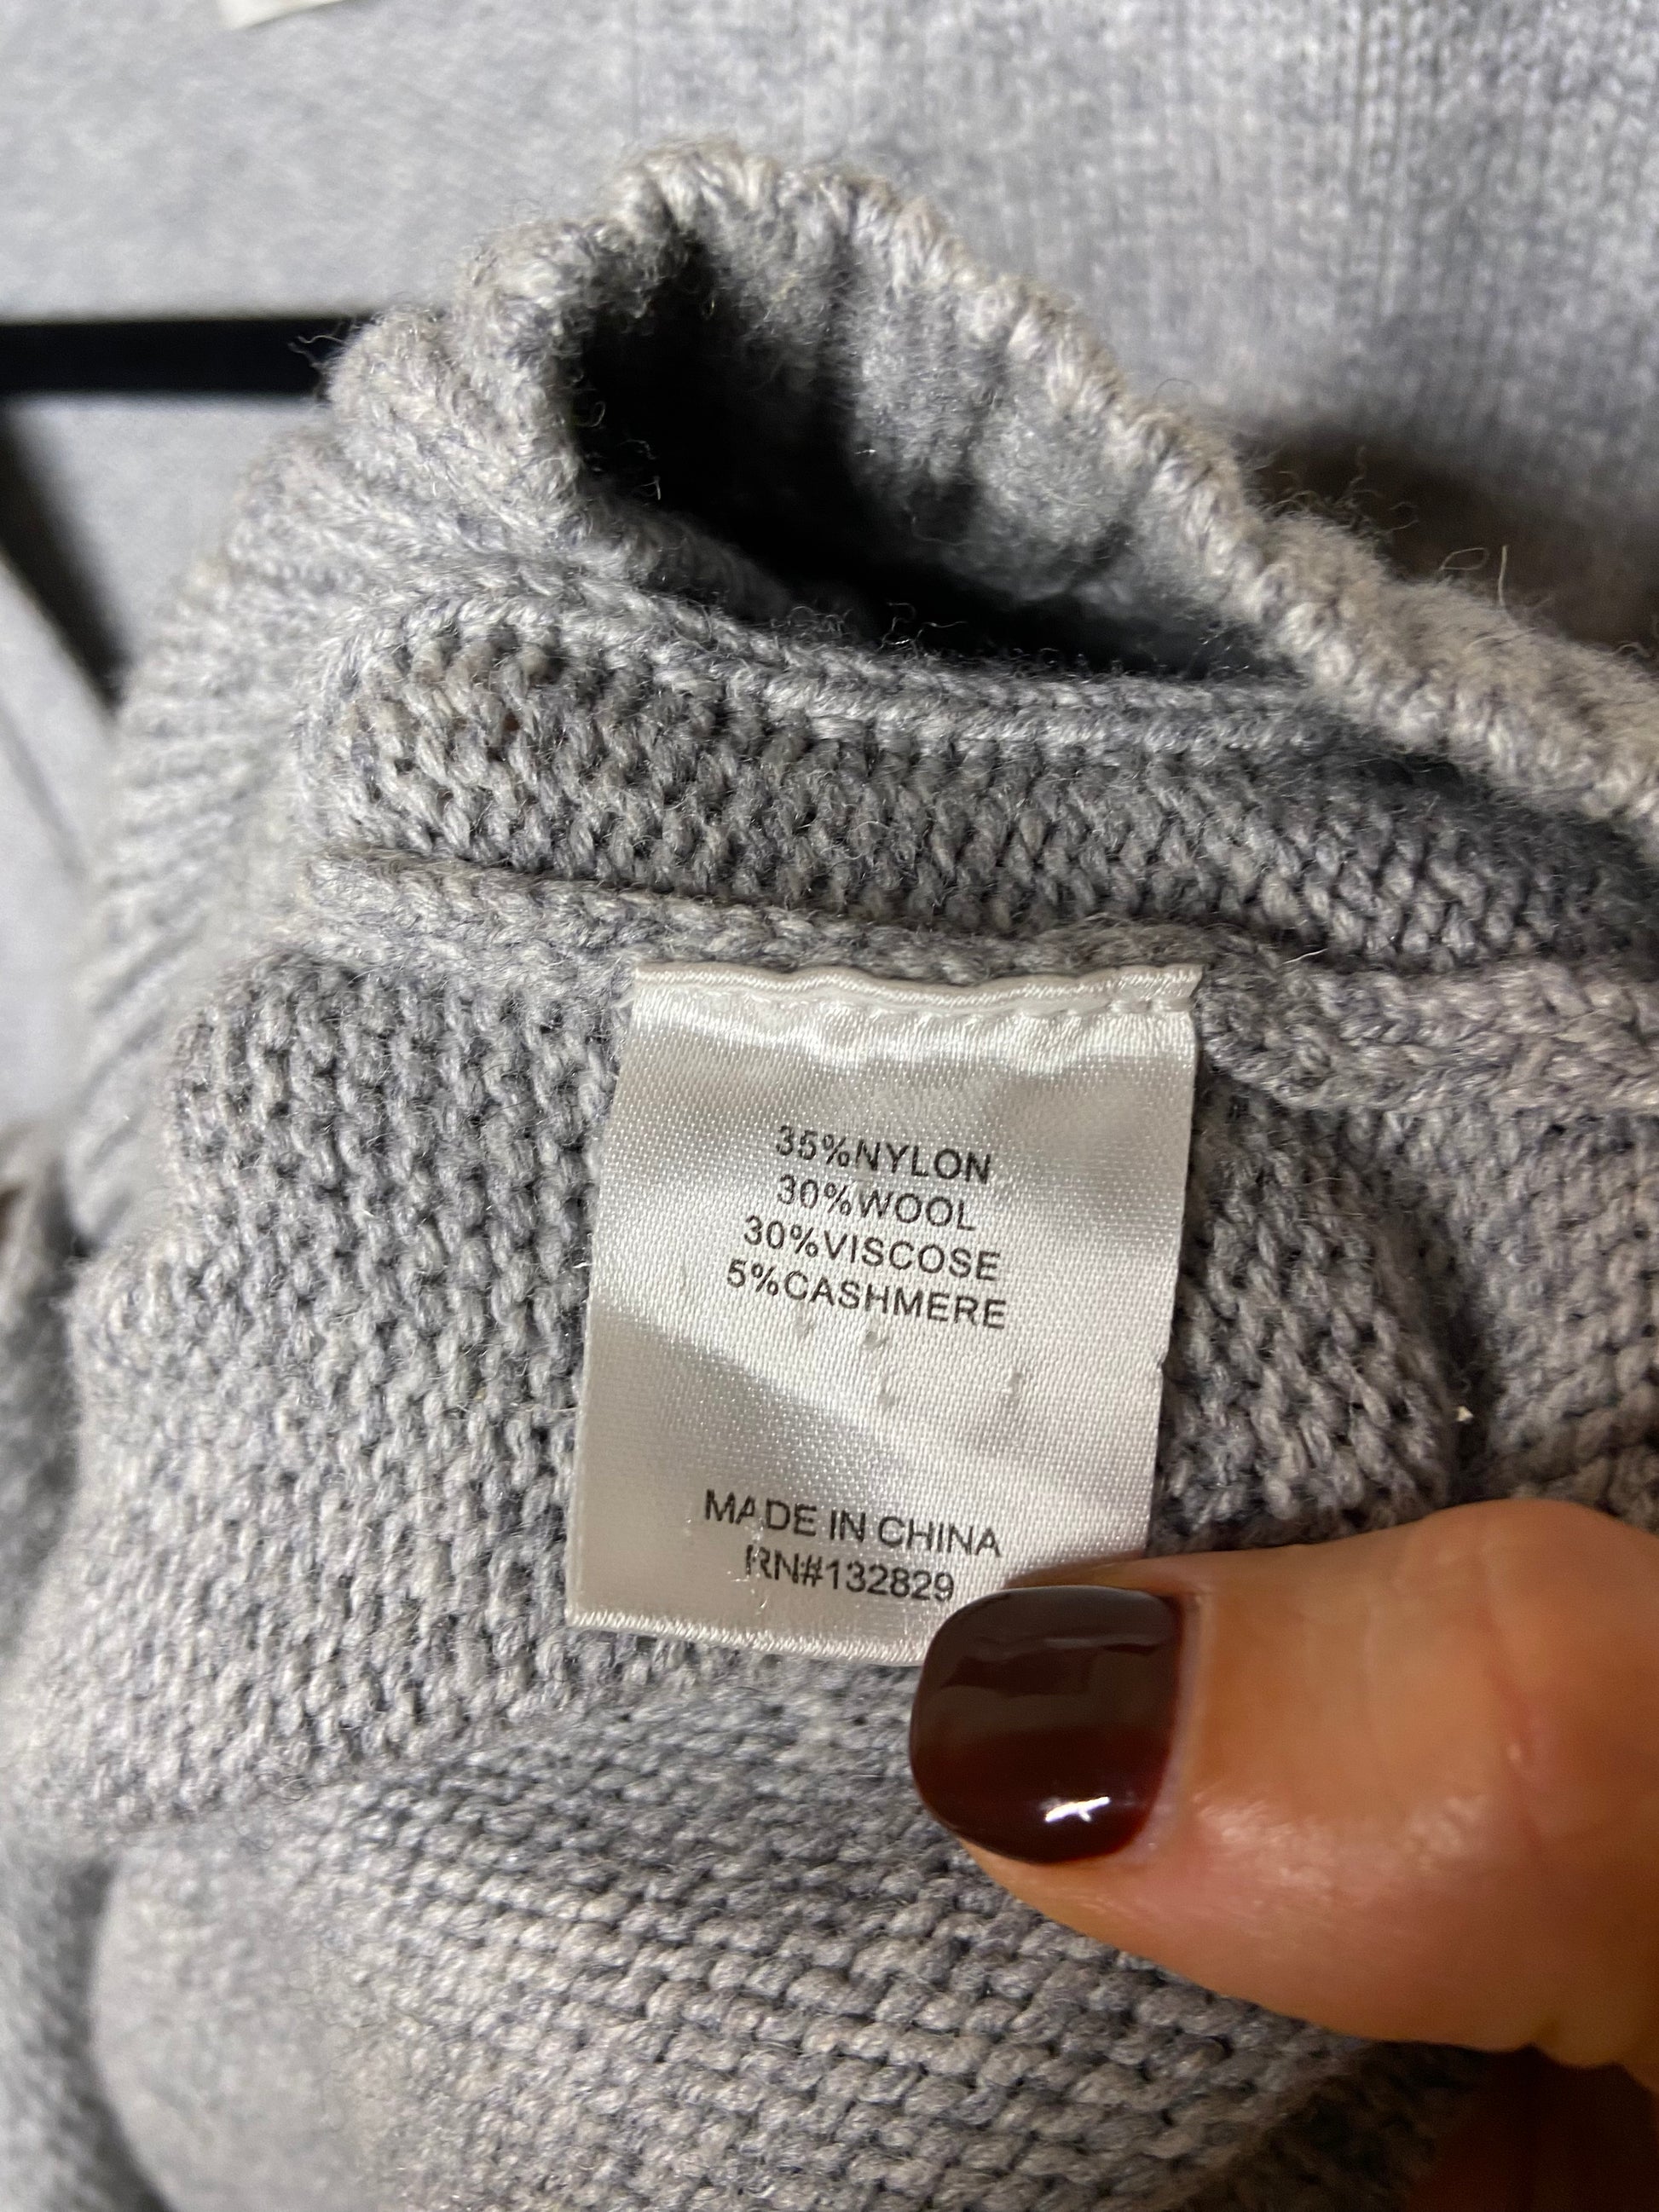 35%NYLON
30%WOOL
30%VISCOSE
5%CASHMERE
MADE IN CHINA
RN#132829